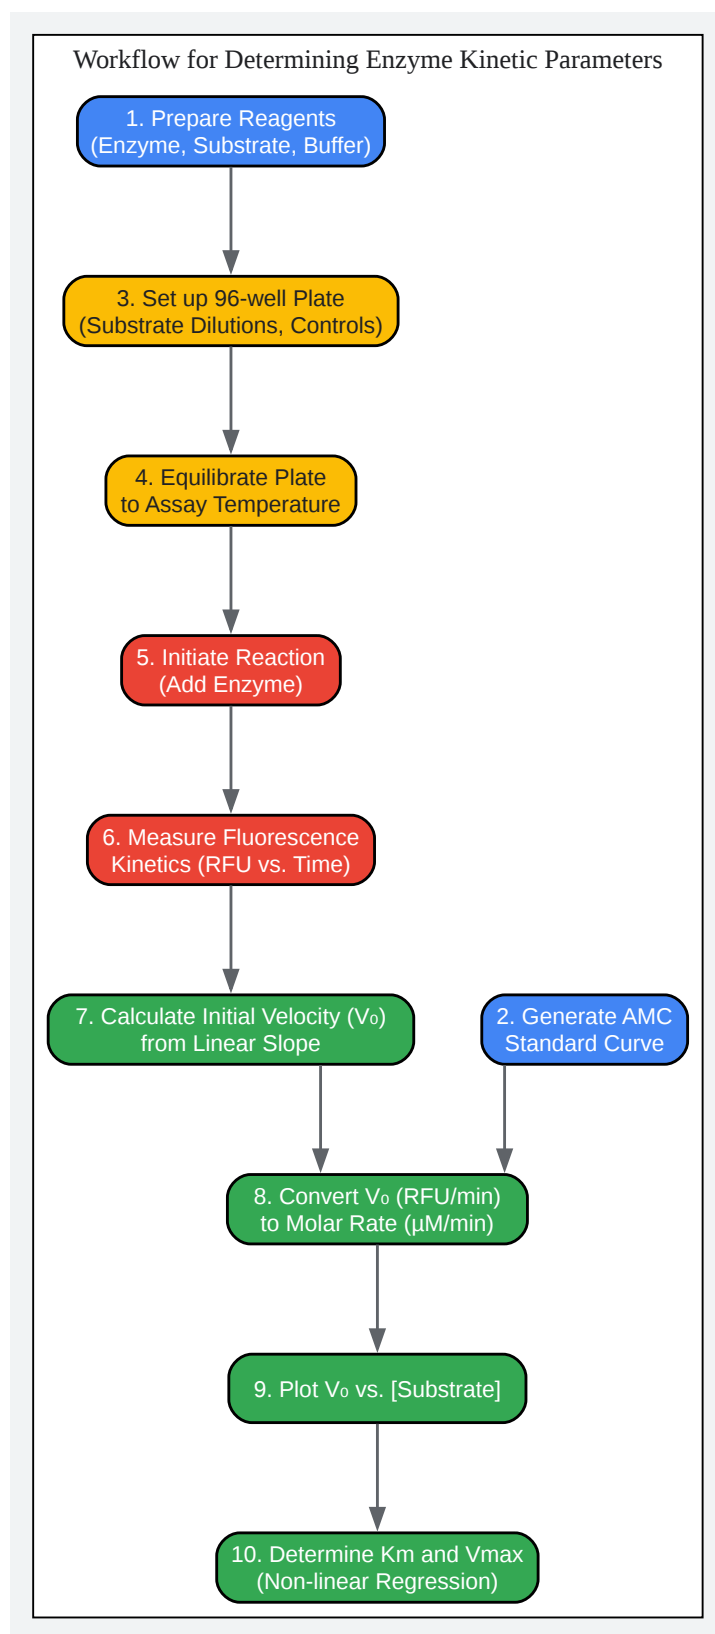 Workflow for Determining Enzyme Kinetic Parameters
1. Prepare Reagents
(Enzyme, Substrate, Buffer)
3. Set up 96-well Plate
(Substrate Dilutions, Controls)
4. Equilibrate Plate
to Assay Temperature
5. Initiate Reaction
(Add Enzyme)
6. Measure Fluorescence
Kinetics (RFU vs. Time)
7. Calculate Initial Velocity (V₀)
from Linear Slope
2. Generate AMC
Standard Curve
8. Convert V₀ (RFU/min)
to Molar Rate (µM/min)
9. Plot V₀ vs. [Substrate]
10. Determine Km and Vmax
(Non-linear Regression)